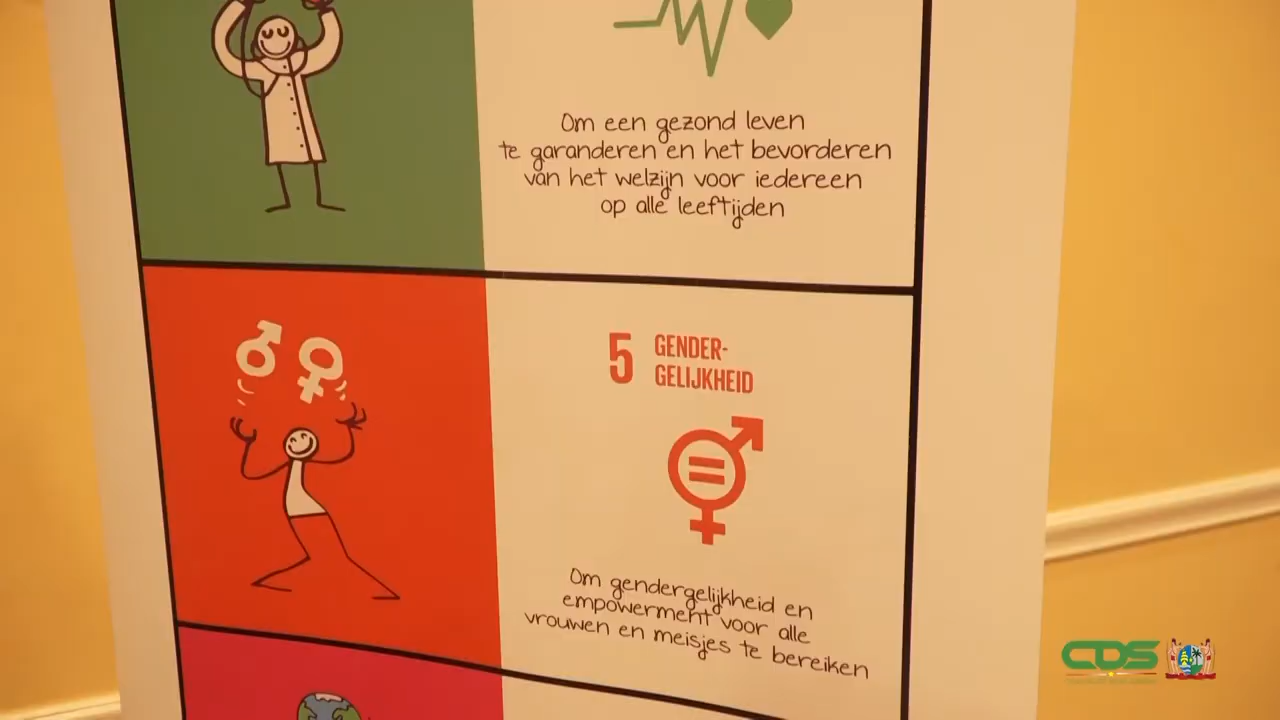 Om een gezond leven
te garanderen en het bevorderen
van het welzijn voor iedereen
op alle leeftijden
5 GENDER-
GELIJKHEID
Om gendergelijkheid en
empowerment voor alle
vrouwen en meisjes te bereiken
CDS